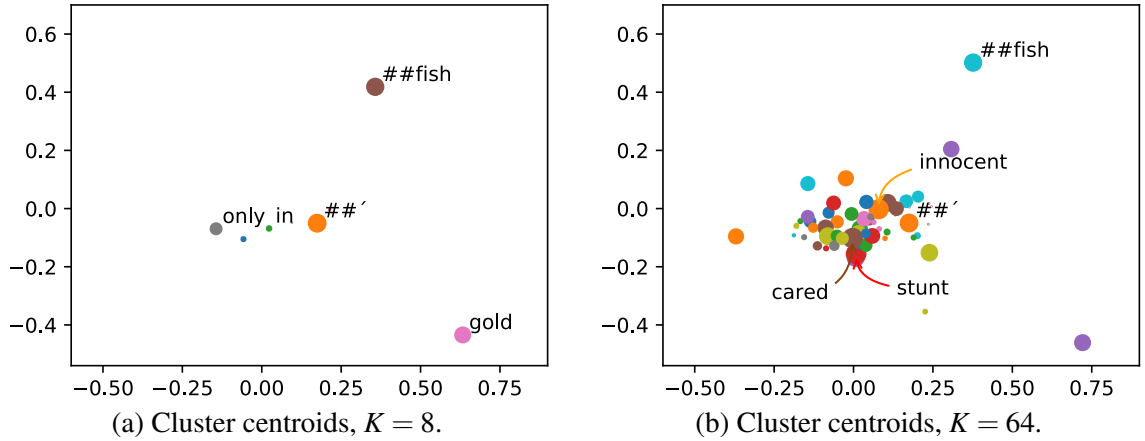 0.6
0.4
0.2
0.0
−0.2
−0.4
−0.50
−0.25
0.00
0.25
0.50
0.75
##fish
##´
only
in
gold
(a) Cluster centroids, K = 8.
0.6
0.4
0.2
0.0
−0.2
−0.4
−0.50
−0.25
0.00
0.25
0.50
0.75
##fish
innocent
##´
cared
stunt
(b) Cluster centroids, K = 64.